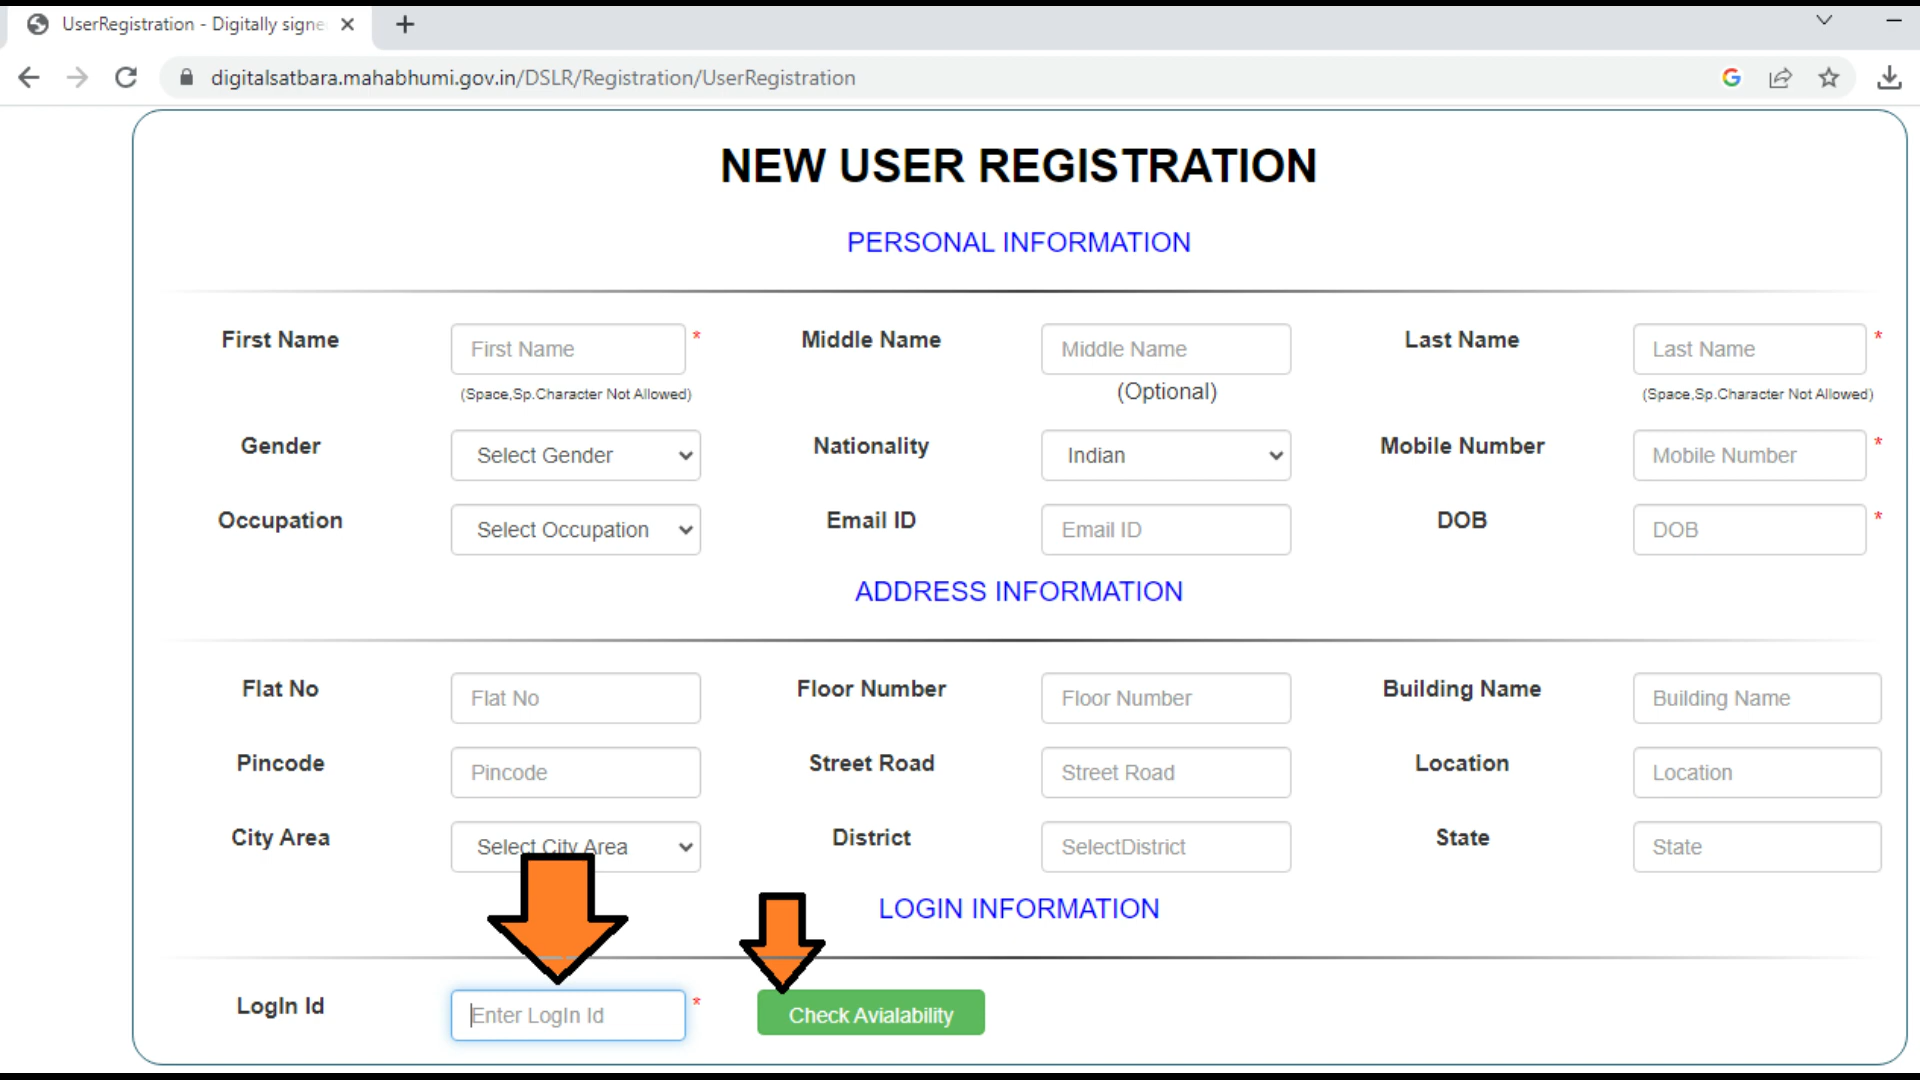 UserRegistration - Digitally signe
digitalsatbara.mahabhumi.gov.in/DSLR/Registration/UserRegistration
NEW USER REGISTRATION
PERSONAL INFORMATION
First Name First Name * Middle Name Middle Name Last Name Last Name *
(Space,Sp.Character Not Allowed) (Optional) (Space,Sp.Character Not Allowed)
Gender Select Gender Nationality Indian Mobile Number Mobile Number *
Occupation Select Occupation Email ID Email ID DOB DOB *
ADDRESS INFORMATION
Flat No Flat No Floor Number Floor Number Building Name Building Name
Pincode Pincode Street Road Street Road Location Location
City Area Select City Area District SelectDistrict State State
LOGIN INFORMATION
LogIn Id Enter LogIn Id * Check Avialability